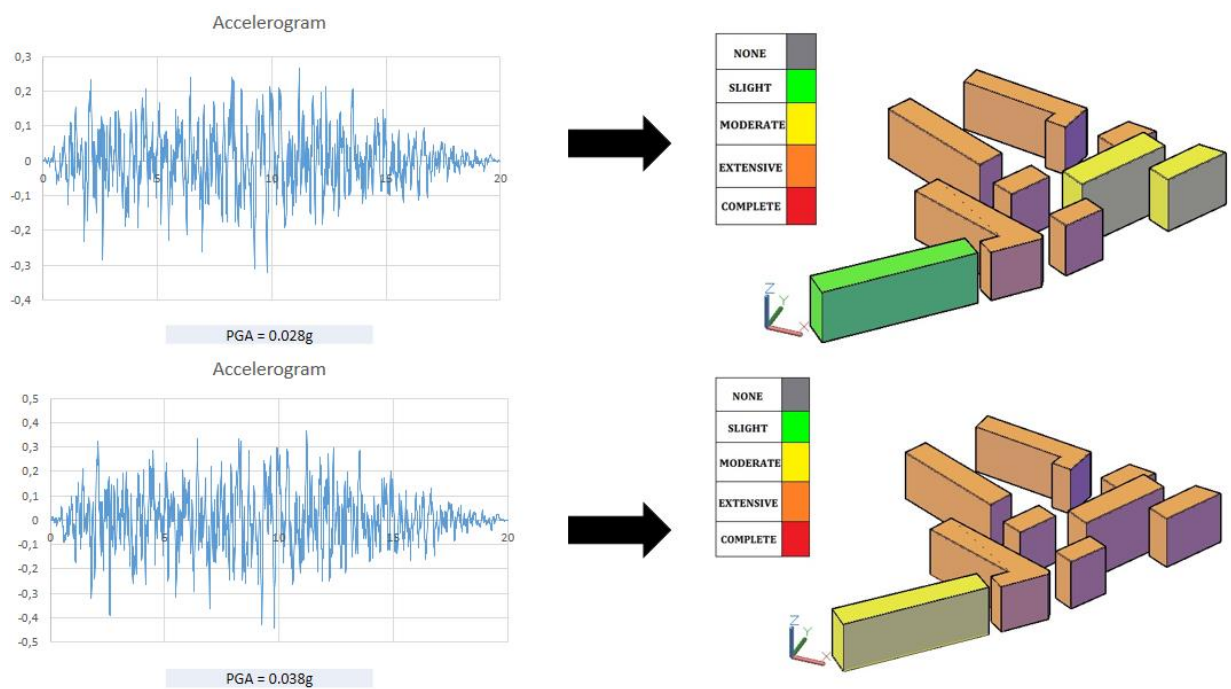 Accelerogram
0,3
0,2
0,1
0
-0,1
-0,2
-0,3
-0,4
0 5 10 15 20
PGA = 0.028g
NONE
SLIGHT
MODERATE
EXTENSIVE
COMPLETE
Z
Y
X
Accelerogram
0,5
0,4
0,3
0,2
0,1
0
-0,1
-0,2
-0,3
-0,4
-0,5
0 5 10 15 20
PGA = 0.038g
NONE
SLIGHT
MODERATE
EXTENSIVE
COMPLETE
Z
Y
X